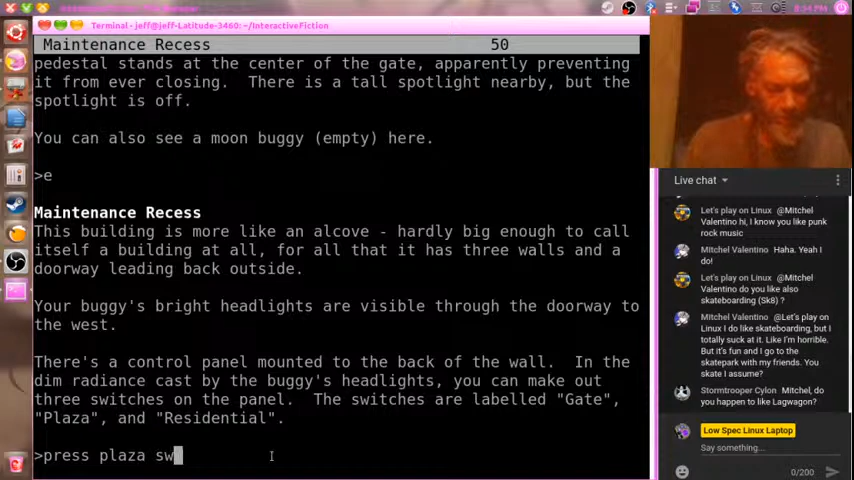 Terminal - jeff@jeff-Latitude-3460:~/InteractiveFiction
Maintenance Recess 50
pedestal stands at the center of the gate, apparently preventing
it from ever closing.  There is a tall spotlight nearby, but the
spotlight is off.
You can also see a moon buggy (empty) here.
>e
Maintenance Recess
This building is more like an alcove - hardly big enough to call
itself a building at all, for all that it has three walls and a
doorway leading back outside.
Your buggy's bright headlights are visible through the doorway to
the west.
There's a control panel mounted to the back of the wall.  In the
dim radiance cast by the buggy's headlights, you can make out
three switches on the panel.  The switches are labelled "Gate",
"Plaza", and "Residential".
>press plaza sw
Live chat
Let's play on Linux @Mitchel
Valentino hi, I know you like punk
rock music
Mitchel Valentino Haha. Yeah I
do!
Let's play on Linux @Mitchel
Valentino do you like also
skateboarding (Sk8) ?
Mitchel Valentino @Let's play on
Linux I do like skateboarding, but I
totally suck at it. Like I'm horrible.
But it's fun and I go to the
skatepark with my friends. You
skate I assume?
Stormtrooper Cylon Mitchel, do
you happen to like Lagwagon?
Low Spec Linux Laptop
Say something...
0/200